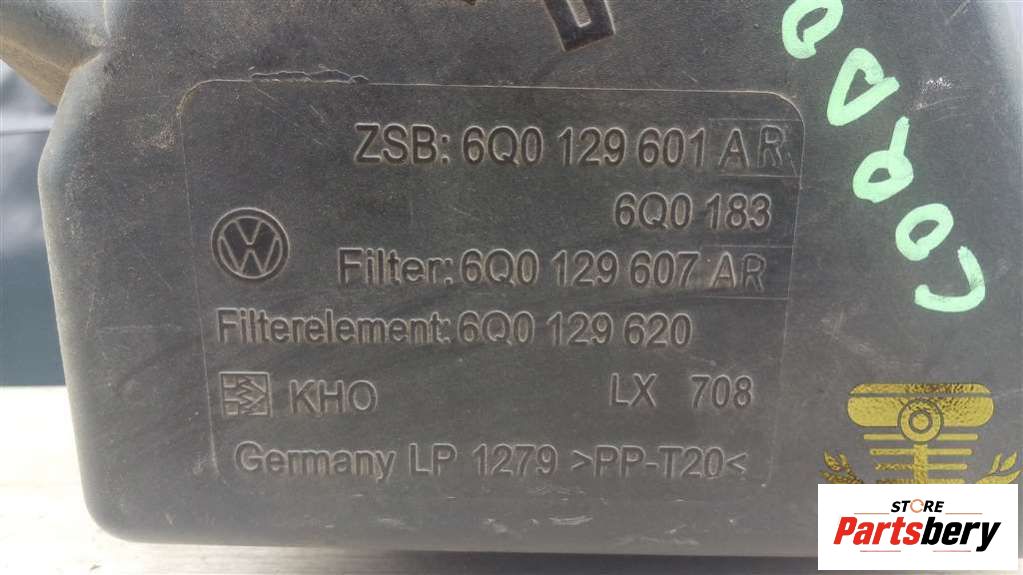 ZSB: 6Q0 129 601 AR
6Q0 183
Filter: 6Q0 129 607 AR
Filterelement: 6Q0 129 620
KHO LX 708
Germany LP 1279 >PP-T20<
STORE
Partsbery